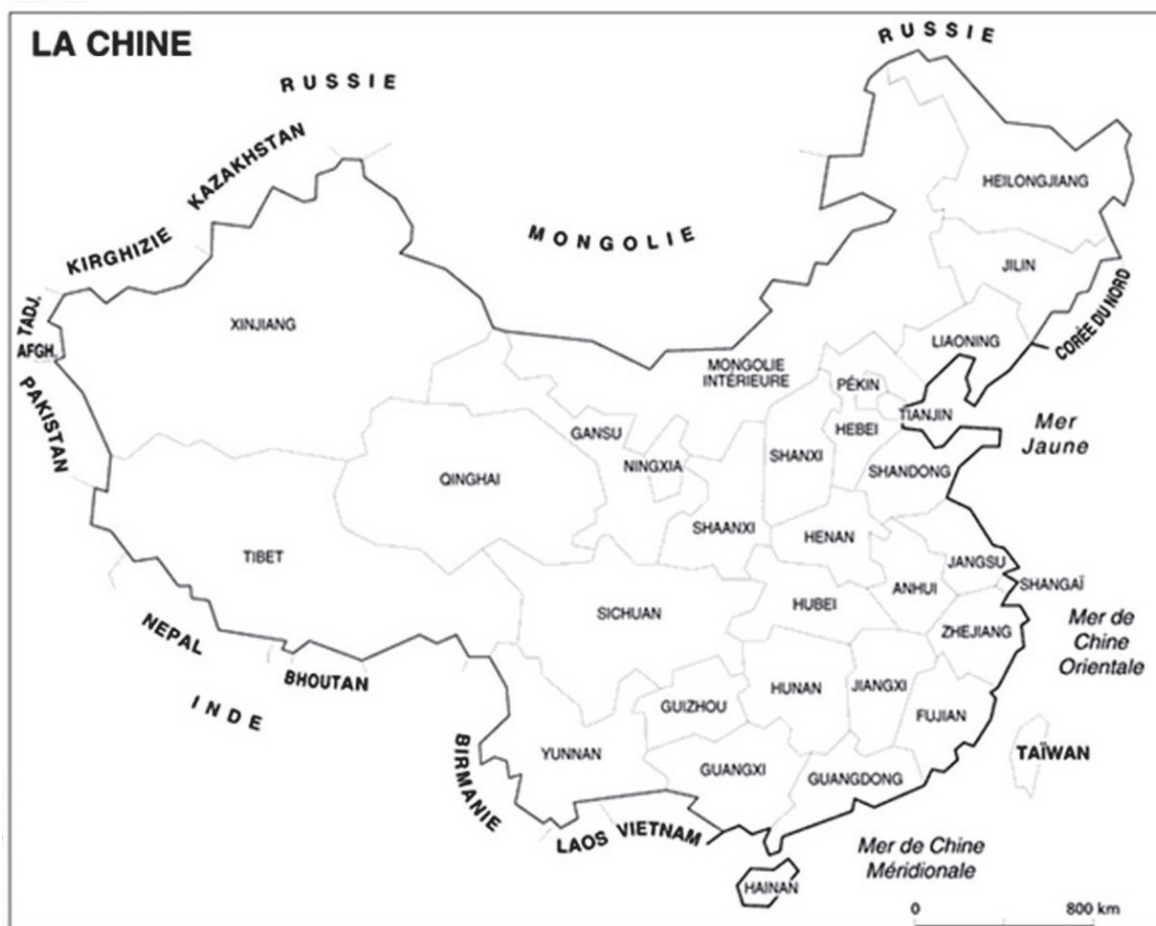 LA CHINE
RUSSIE
RUSSIE
KAZAKHSTAN
KIRGHIZIE
MONGOLIE
HEILONGJIANG
JILIN
CORÉE DU NORD
TADJ.
AFGH.
XINJIANG
LIAONING
MONGOLIE
INTÉRIEURE
PÉKIN
PAKISTAN
TIANJIN
Mer
Jaune
GANSU
HEBEI
NINGXIA
SHANXI
QINGHAI
SHANDONG
SHAANXI
HENAN
TIBET
JANGSU
SHANGAÏ
ANHUI
SICHUAN
HUBEI
ZHEJIANG
Mer de
Chine
Orientale
NEPAL
BHOUTAN
INDE
GUIZHOU
HUNAN
JIANGXI
FUJIAN
BIRMANIE
YUNNAN
GUANGXI
GUANGDONG
TAÏWAN
LAOS
VIETNAM
Mer de Chine
Méridionale
HAINAN
0 800 km